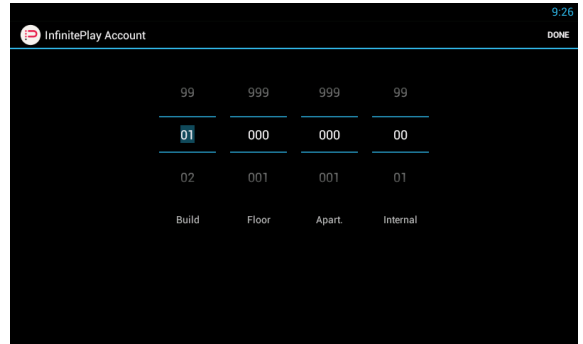 9:26
InfinitePlay Account DONE
99 999 999 99
01 000 000 00
02 001 001 01
Build Floor Apart. Internal